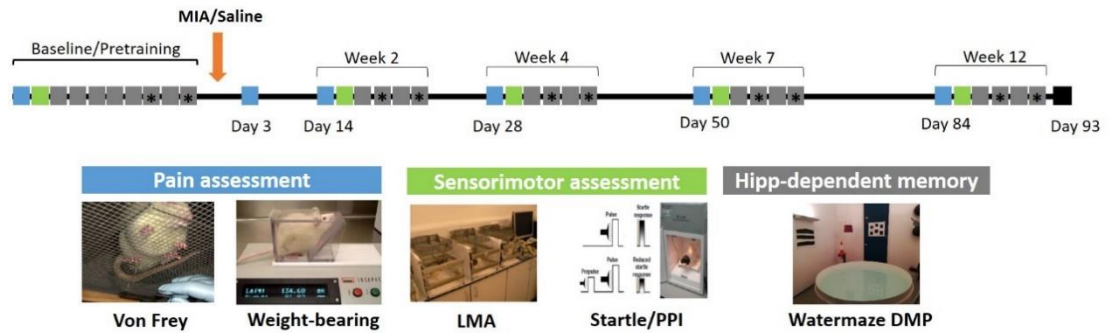 MIA/Saline
Baseline/Pretraining
Week 2
Week 4
Week 7
Week 12
* *
* *
* *
* *
* *
Day 3
Day 14
Day 28
Day 50
Day 84
Day 93
Pain assessment
Sensorimotor assessment
Hipp-dependent memory
Pulse
Startle
response
Prepulse
Pulse
Reduced
startle
response
Von Frey
Weight-bearing
LMA
Startle/PPI
Watermaze DMP